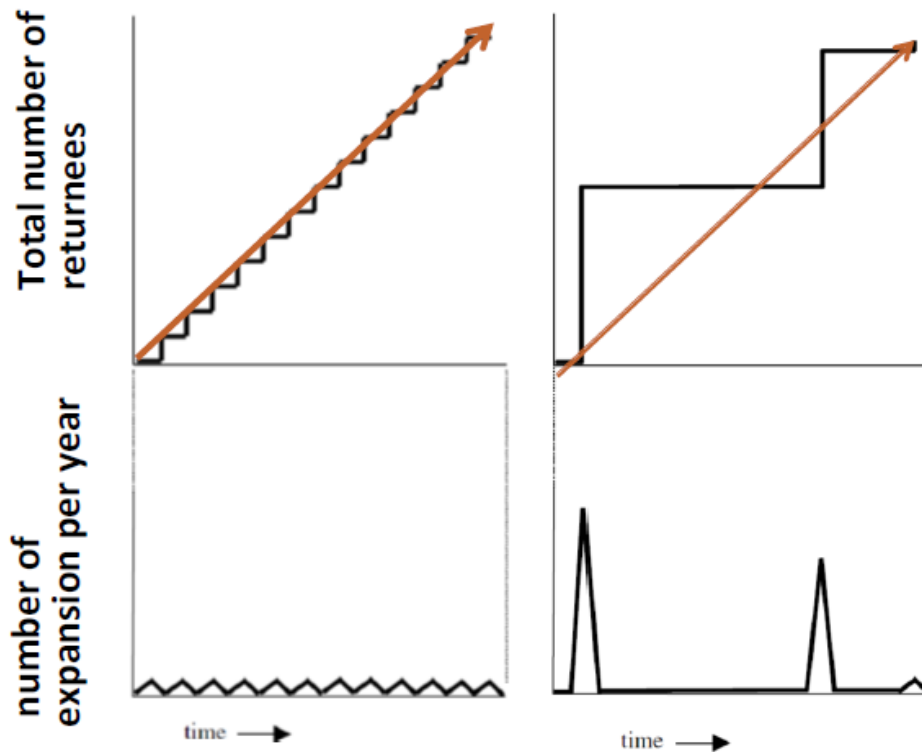 Total number of
returnees
number of
expansion per year
time
time